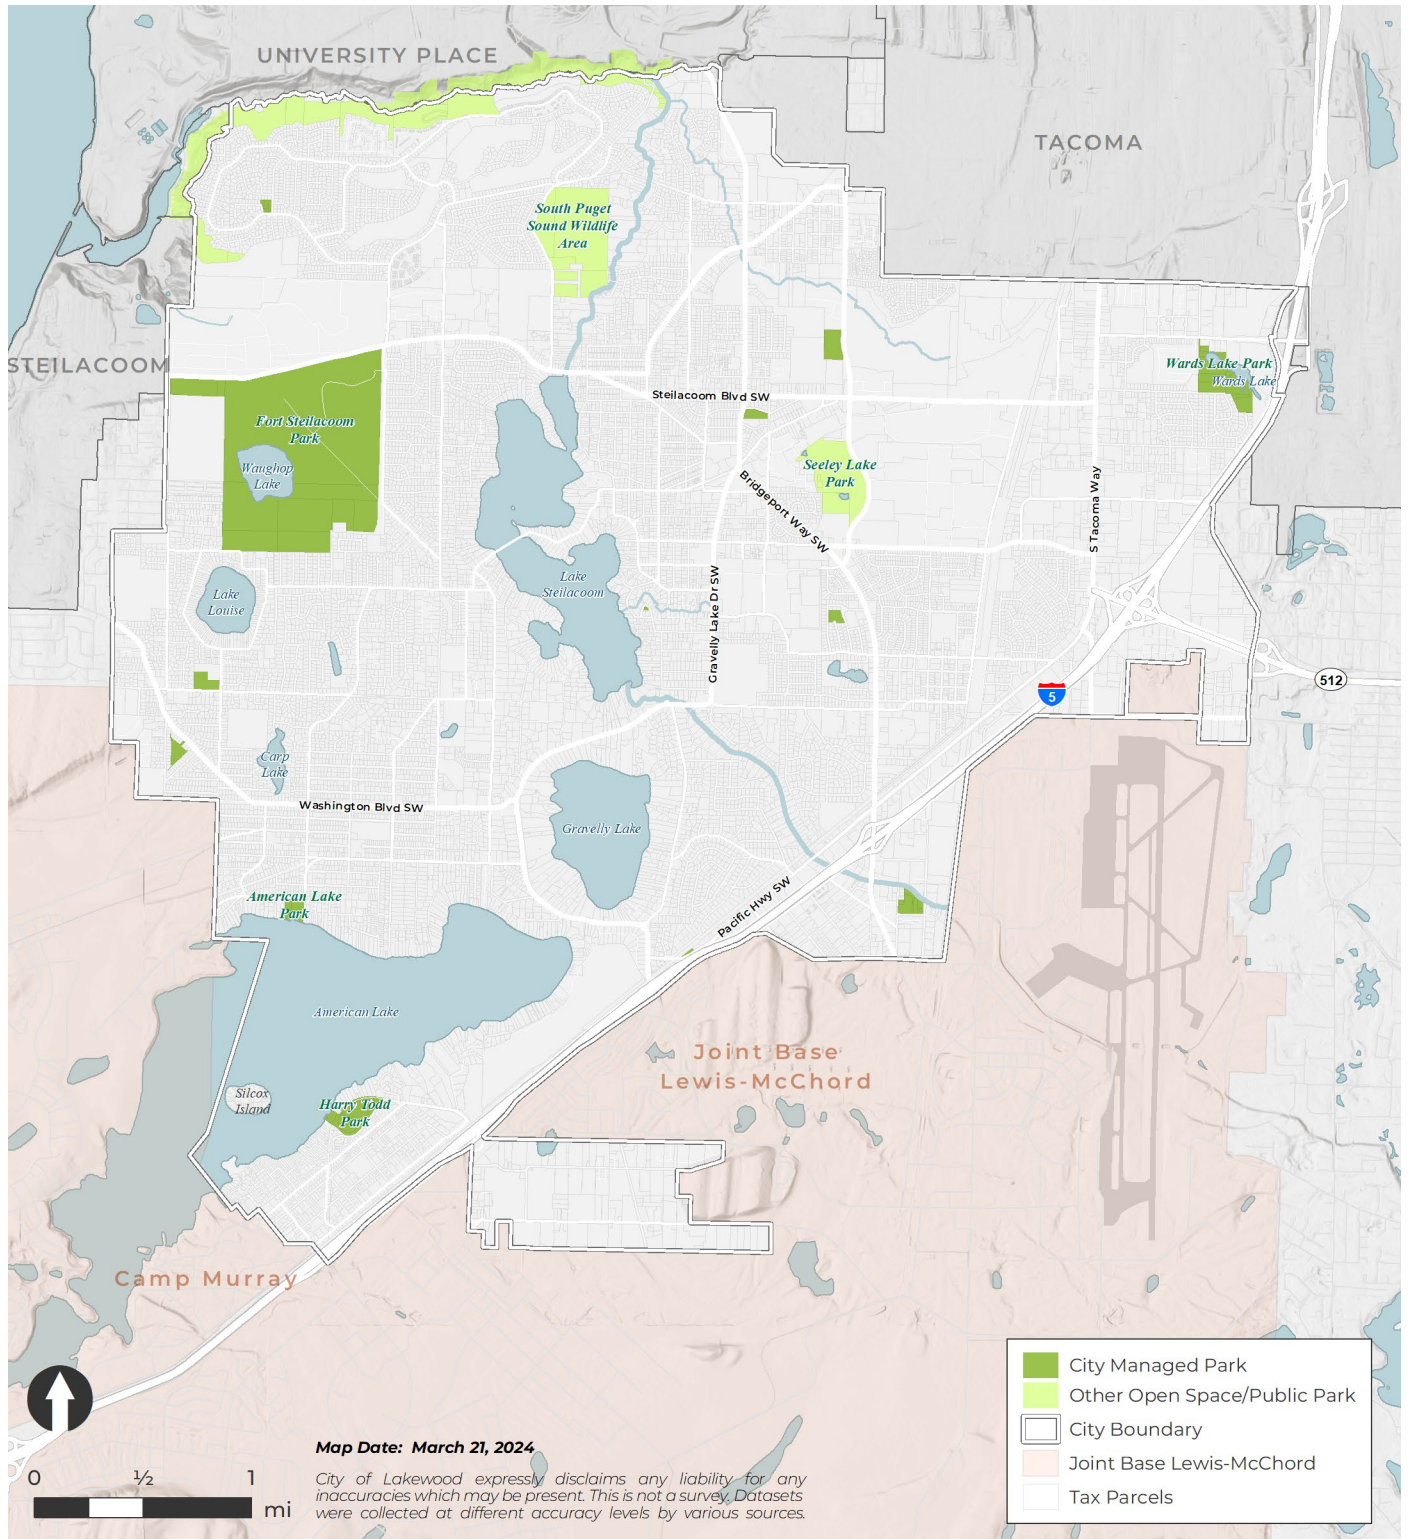 UNIVERSITY PLACE
TACOMA
South Puget
Sound Wildlife
Area
STEILACOOM
Wards Lake Park
Wards Lake
Steilacoom Blvd SW
Fort Steilacoom
Park
Waughop
Lake
Seeley Lake
Park
Bridgeport Way SW
S Tacoma Way
Lake
Steilacoom
Lake
Louise
Gravelly Lake Dr SW
512
5
Carp
Lake
Washington Blvd SW
Gravelly Lake
American Lake
Park
Pacific Hwy SW
American Lake
Joint Base
Lewis-McChord
Silcox
Island
Harry Todd
Park
Camp Murray
City Managed Park
Other Open Space/Public Park
City Boundary
Joint Base Lewis-McChord
Tax Parcels
Map Date: March 21, 2024
0 ½ 1
mi
City of Lakewood expressly disclaims any liability for any
inaccuracies which may be present. This is not a survey. Datasets
were collected at different accuracy levels by various sources.